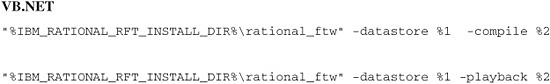 VB.NET
"%IBM_RATIONAL_RFT_INSTALL_DIR%\rational_ftw" -datastore %1  -compile %2
"%IBM_RATIONAL_RFT_INSTALL_DIR%\rational_ftw" -datastore %1 -playback %2